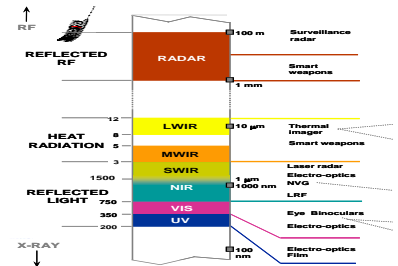 RF
REFLECTED
RF
RADAR
100 m
Surveillance
radar
Smart
weapons
1 mm
12
LWIR
10 µm
Thermal
imager
8
HEAT
RADIATION
5
Smart weapons
MWIR
3
Laser radar
SWIR
Electro-optics
1500
1 µm
NIR
1000 nm
NVG
REFLECTED
LIGHT
LRF
750
VIS
350
Eye Binoculars
UV
200
Electro-optics
X-RAY
100
nm
Electro-optics
Film